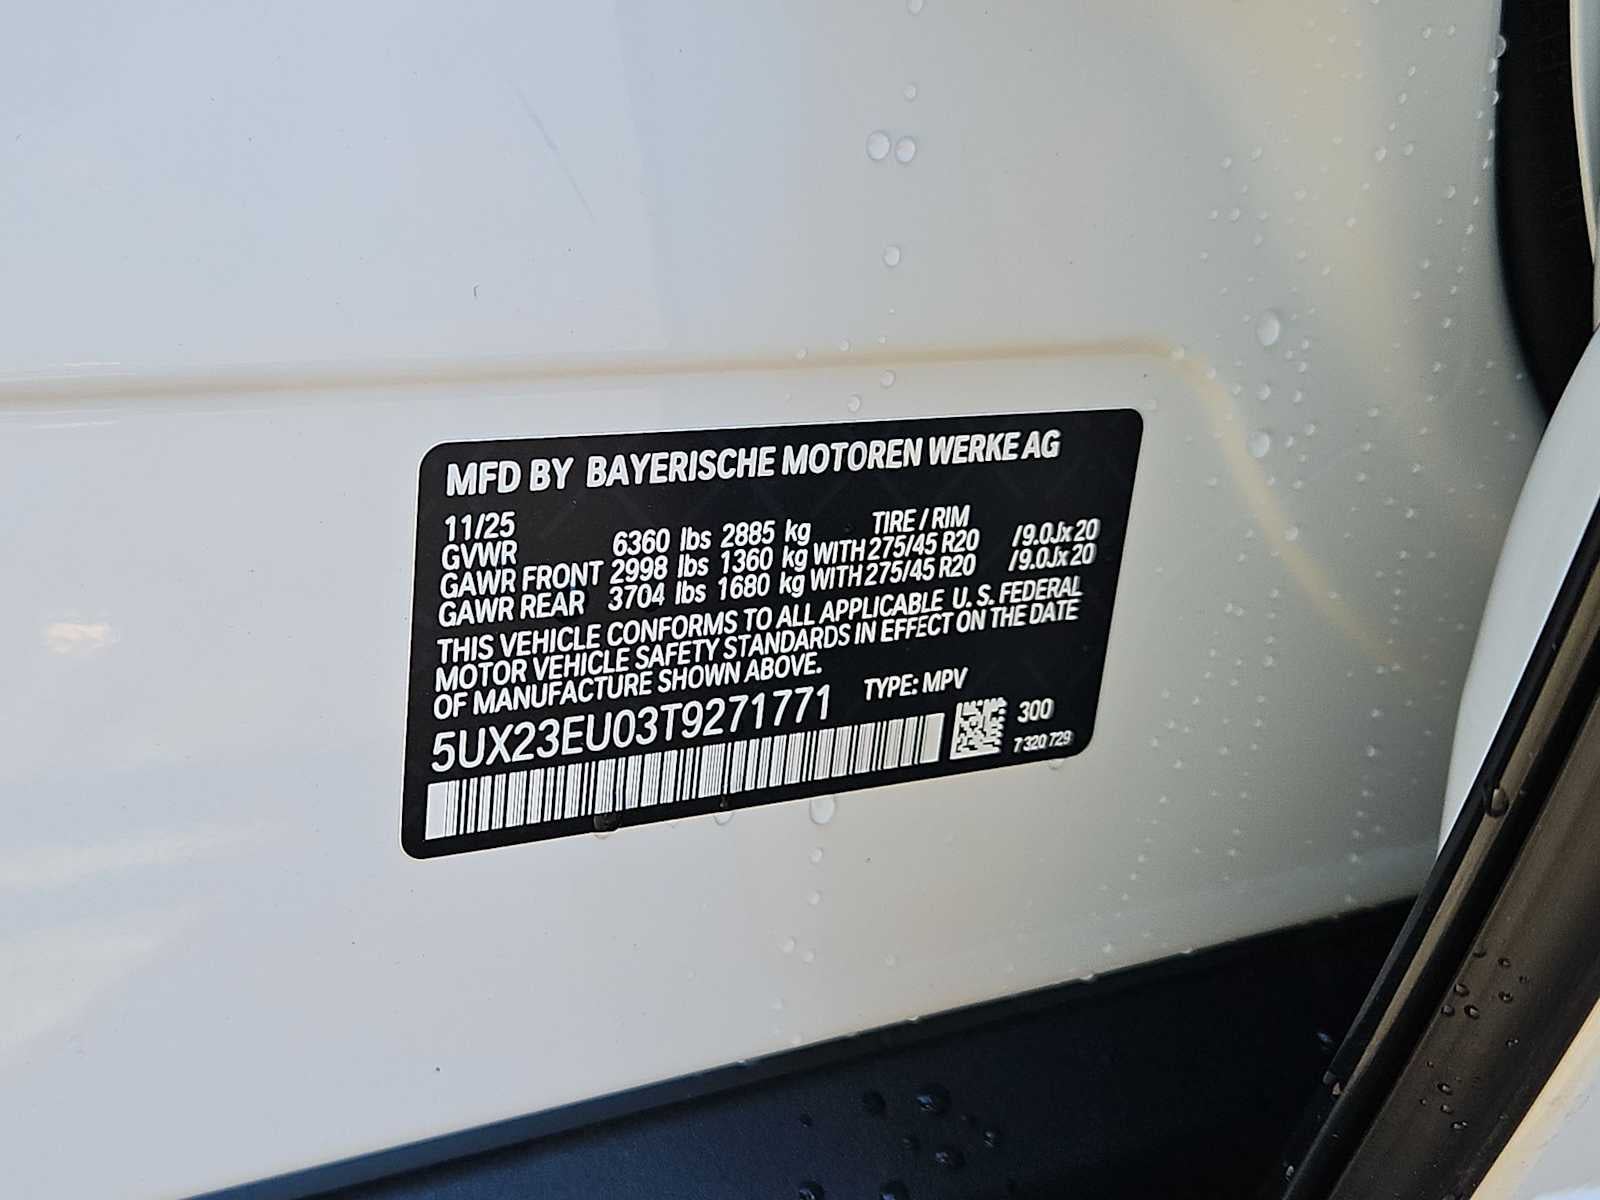 MFD BY BAYERISCHE MOTOREN WERKE AG
11/25 TIRE / RIM
GVWR 6360 lbs 2885 kg
GAWR FRONT 2998 lbs 1360 kg WITH 275/45 R20 /9.0Jx20
GAWR REAR 3704 lbs 1680 kg WITH 275/45 R20 /9.0Jx20
THIS VEHICLE CONFORMS TO ALL APPLICABLE U. S. FEDERAL
MOTOR VEHICLE SAFETY STANDARDS IN EFFECT ON THE DATE
OF MANUFACTURE SHOWN ABOVE.
5UX23EU03T9271771 TYPE: MPV
300
7 320 729